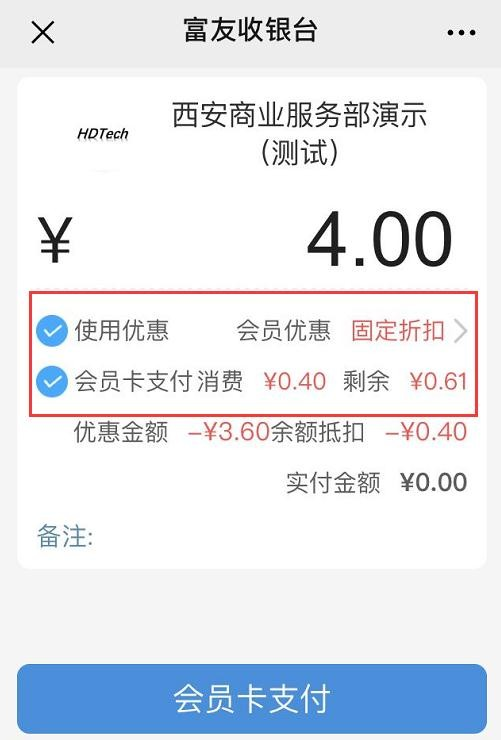 富友收银台
HDTech
西安商业服务部演示
（测试）
¥ 4.00
使用优惠 会员优惠 固定折扣
会员卡支付消费 ¥0.40 剩余 ¥0.61
优惠金额 -¥3.60余额抵扣 -¥0.40
实付金额 ¥0.00
备注:
会员卡支付